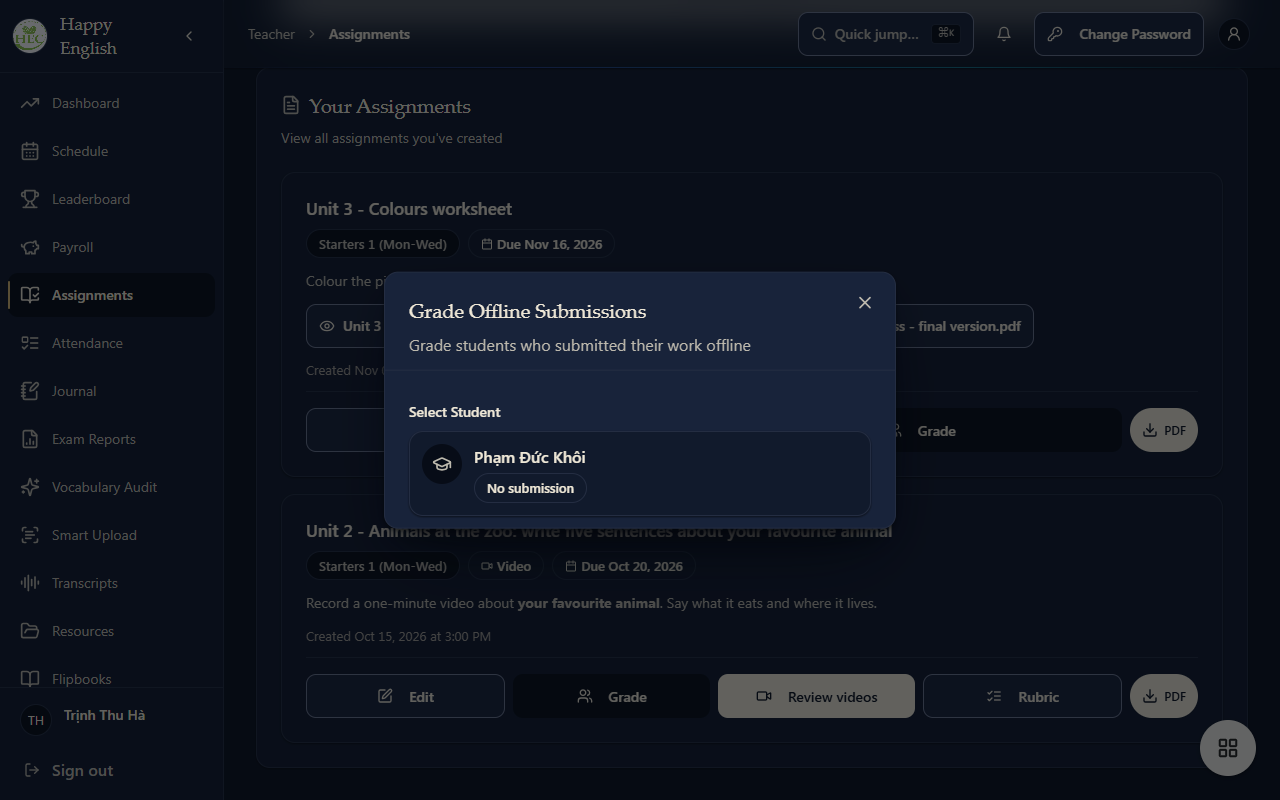 Happy
English
HEC
Dashboard
Schedule
Leaderboard
Payroll
Assignments
Attendance
Journal
Exam Reports
Vocabulary Audit
Smart Upload
Transcripts
Resources
Flipbooks
TH
Trịnh Thu Hà
Sign out
Teacher
Assignments
Quick jump...
⌘K
Change Password
Your Assignments
View all assignments you've created
Unit 3 - Colours worksheet
Starters 1 (Mon-Wed)
Due Nov 16, 2026
Colour the
Unit 3
- final version.pdf
Created Nov
Grade
PDF
Grade Offline Submissions
Grade students who submitted their work offline
Select Student
Phạm Đức Khôi
No submission
Unit 2 - Animals at the zoo: write five sentences about your favourite animal
Starters 1 (Mon-Wed)
Video
Due Oct 20, 2026
Record a one-minute video about your favourite animal. Say what it eats and where it lives.
Created Oct 15, 2026 at 3:00 PM
Edit
Grade
Review videos
Rubric
PDF